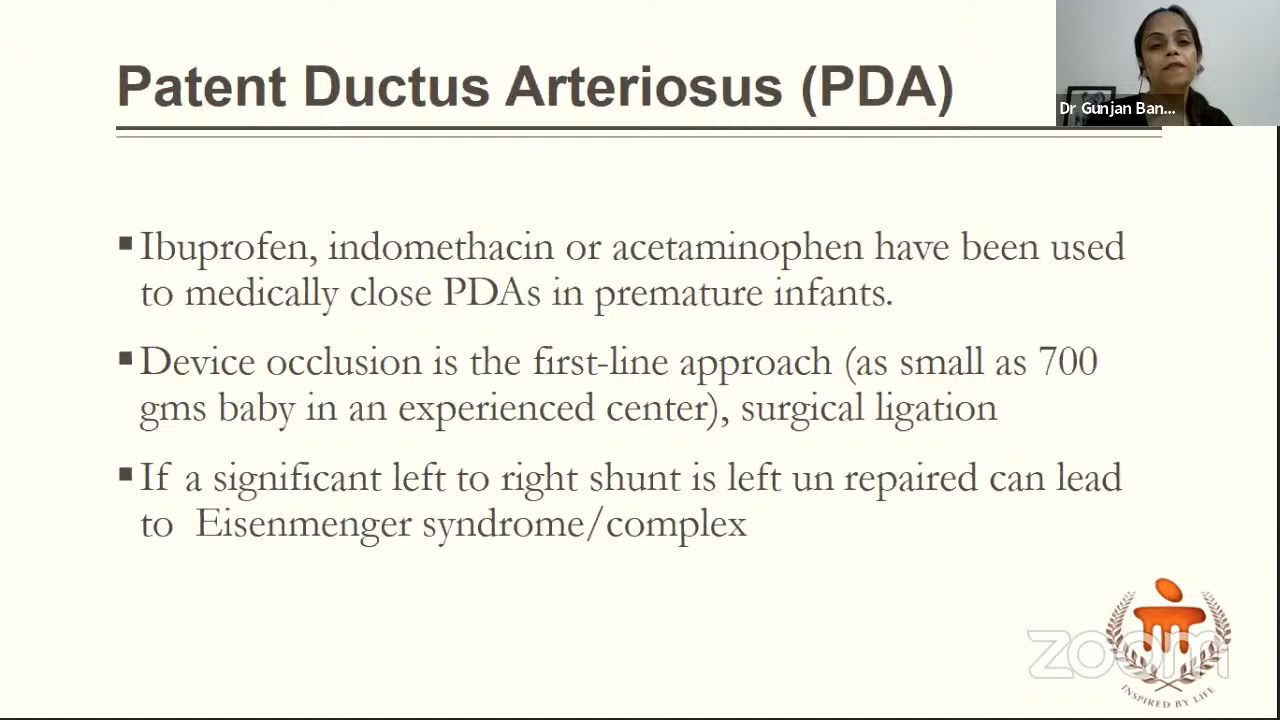 Patent Ductus Arteriosus (PDA)
Dr Gunjan Ban...
▪Ibuprofen, indomethacin or acetaminophen have been used
to medically close PDAs in premature infants.
▪Device occlusion is the first-line approach (as small as 700
gms baby in an experienced center), surgical ligation
▪If a significant left to right shunt is left un repaired can lead
to Eisenmenger syndrome/complex
zoom
INSPIRED BY LIFE